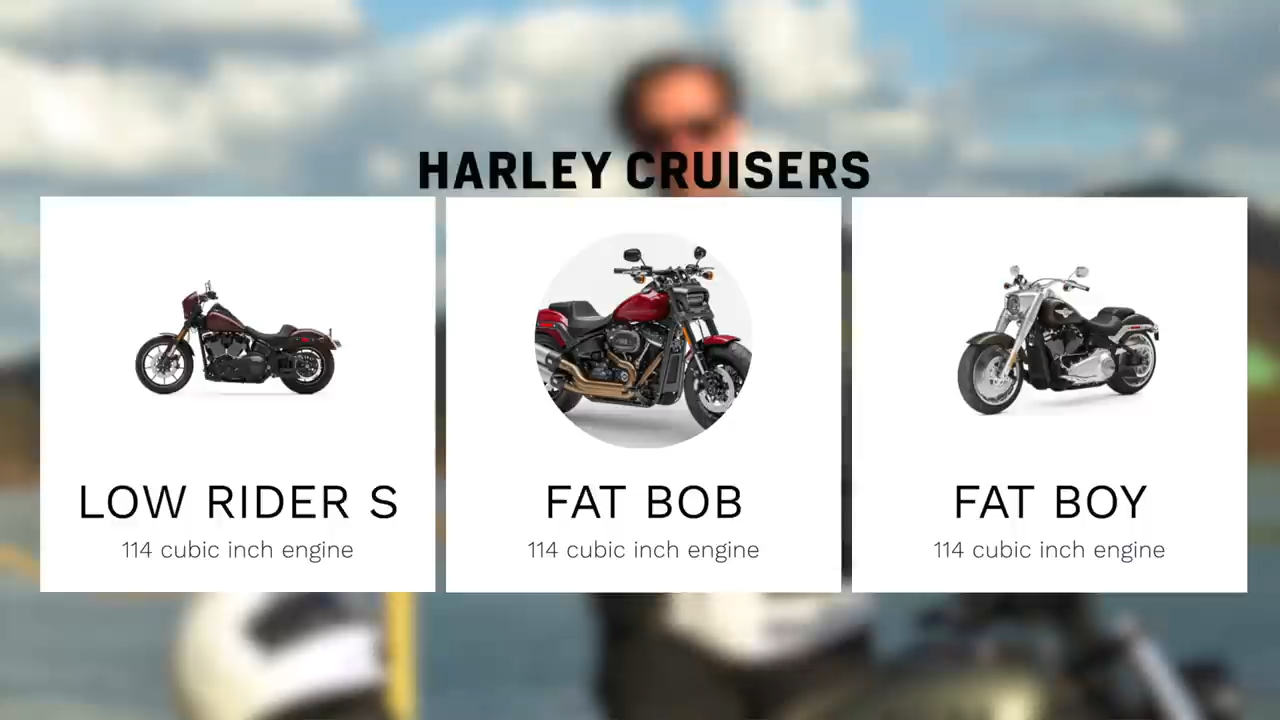 HARLEY CRUISERS
LOW RIDER S
114 cubic inch engine
FAT BOB
114 cubic inch engine
FAT BOY
114 cubic inch engine